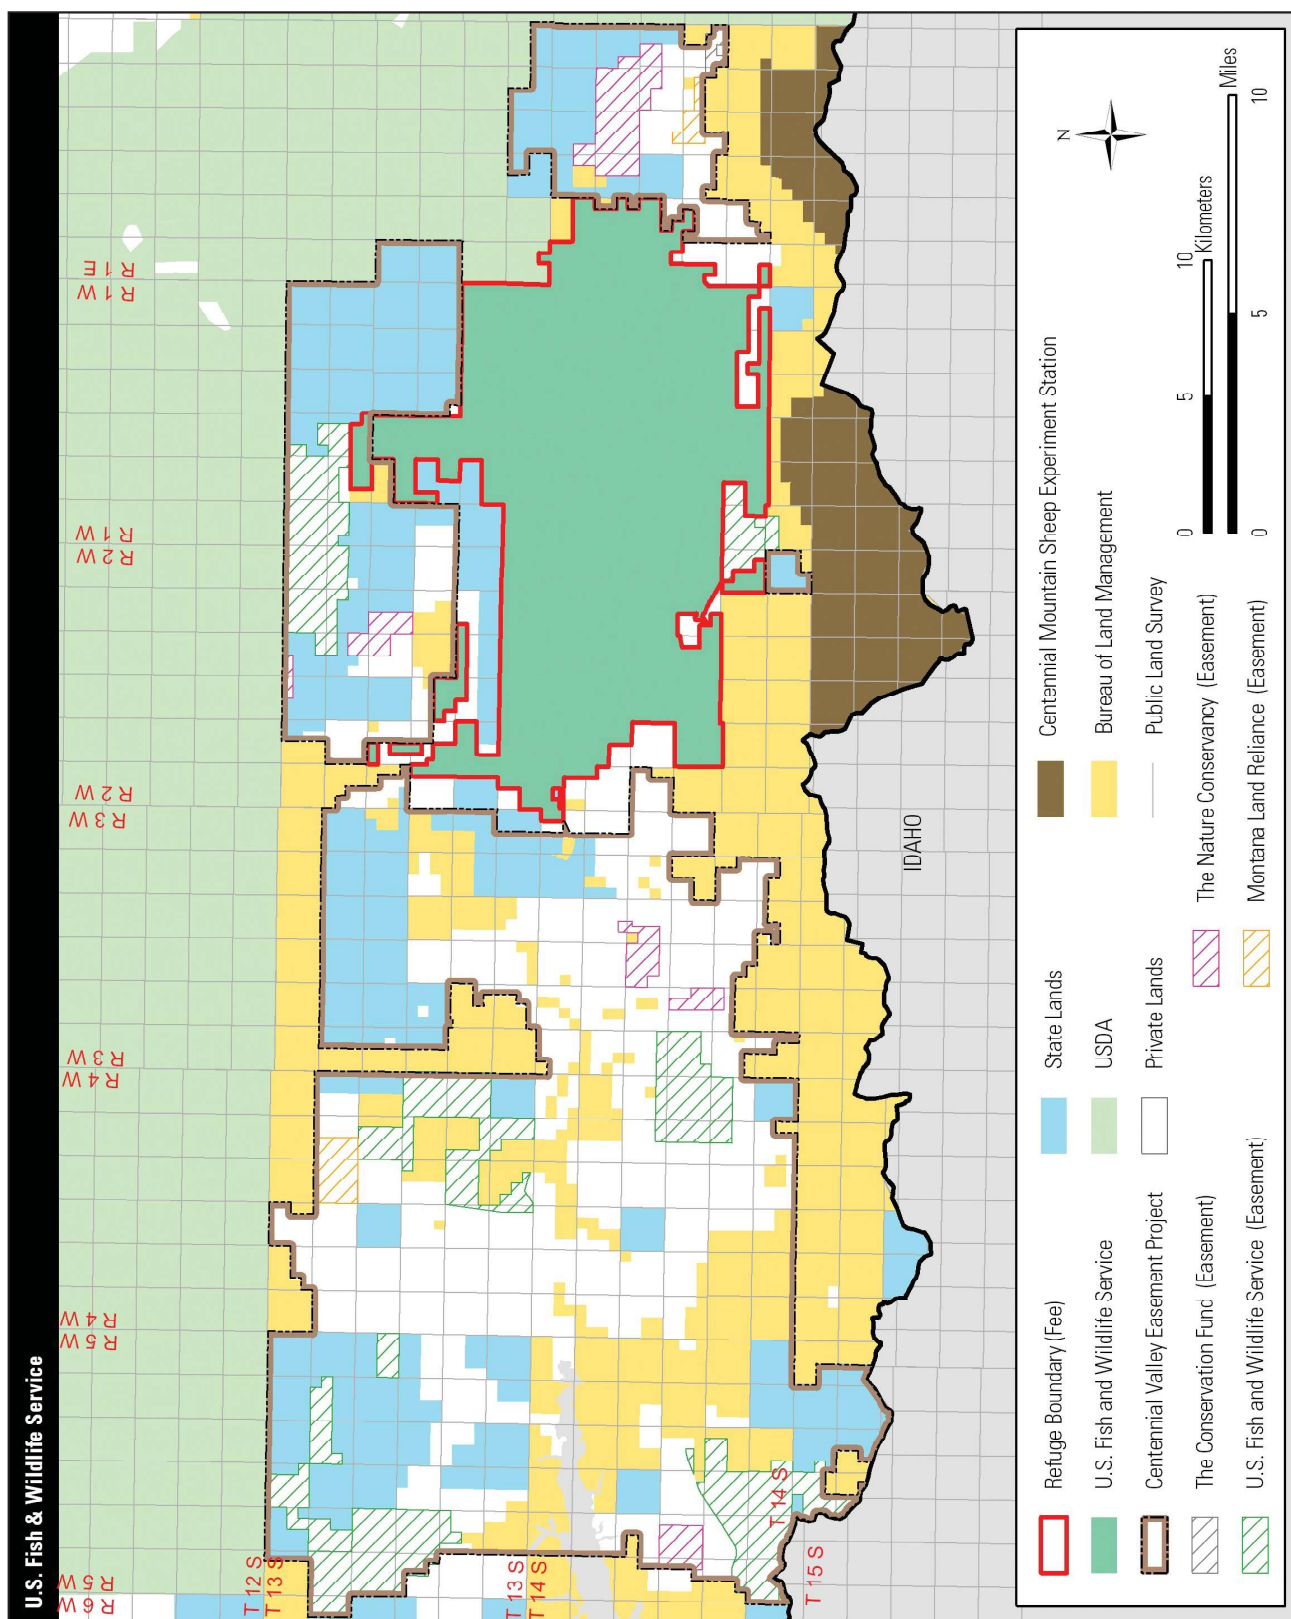 U.S. Fish & Wildlife Service
R 6 W
R 5 W
R 5 W
R 4 W
R 4 W
R 3 W
R 3 W
R 2 W
R 2 W
R 1 W
R 1 W
R 1 E
T 12 S
T 13 S
T 13 S
T 14 S
T 14 S
T 15 S
IDAHO
Refuge Boundary (Fee)
U.S. Fish and Wildlife Service
Centennial Valley Easement Project
The Conservation Fund (Easement)
U.S. Fish and Wildlife Service (Easement)
State Lands
USDA
Private Lands
The Nature Conservancy (Easement)
Montana Land Reliance (Easement)
Centennial Mountain Sheep Experiment Station
Bureau of Land Management
Public Land Survey
N
0 5 10
Kilometers
Miles
0 5 10